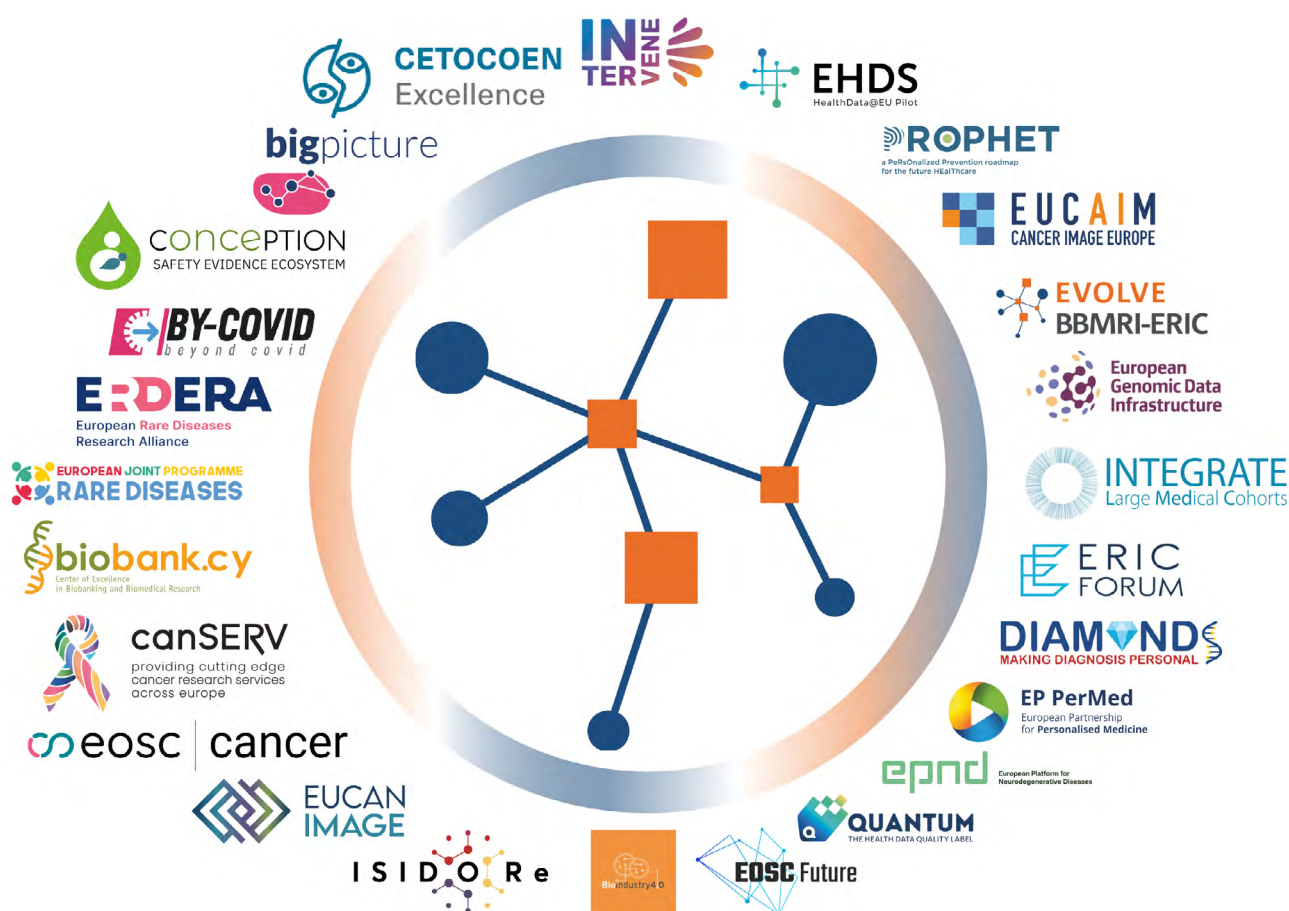 CETOCOEN
Excellence
INTERVENE
EHDS
HealthData@EU Pilot
bigpicture
PROPHET
a PeRsOnalized Prevention roadmap
for the future HEalThcare
CONCEPTION
SAFETY EVIDENCE ECOSYSTEM
EUCAIM
CANCER IMAGE EUROPE
BY-COVID
beyond covid
EVOLVE
BBMRI-ERIC
ERDERA
European Rare Diseases
Research Alliance
European
Genomic Data
Infrastructure
EUROPEAN JOINT PROGRAMME
RARE DISEASES
INTEGRATE
Large Medical Cohorts
biobank.cy
Center of Excellence
in Biobanking and Biomedical Research
ERIC
FORUM
canSERV
providing cutting edge
cancer research services
across europe
DIAMONDS
MAKING DIAGNOSIS PERSONAL
EP PerMed
European Partnership
for Personalised Medicine
eosc | cancer
epnd
European Platform for
Neurodegenerative Diseases
EUCAN
IMAGE
QUANTUM
THE HEALTH DATA QUALITY LABEL
Q
ISIDORe
Bioindustry4.0
EOSC Future